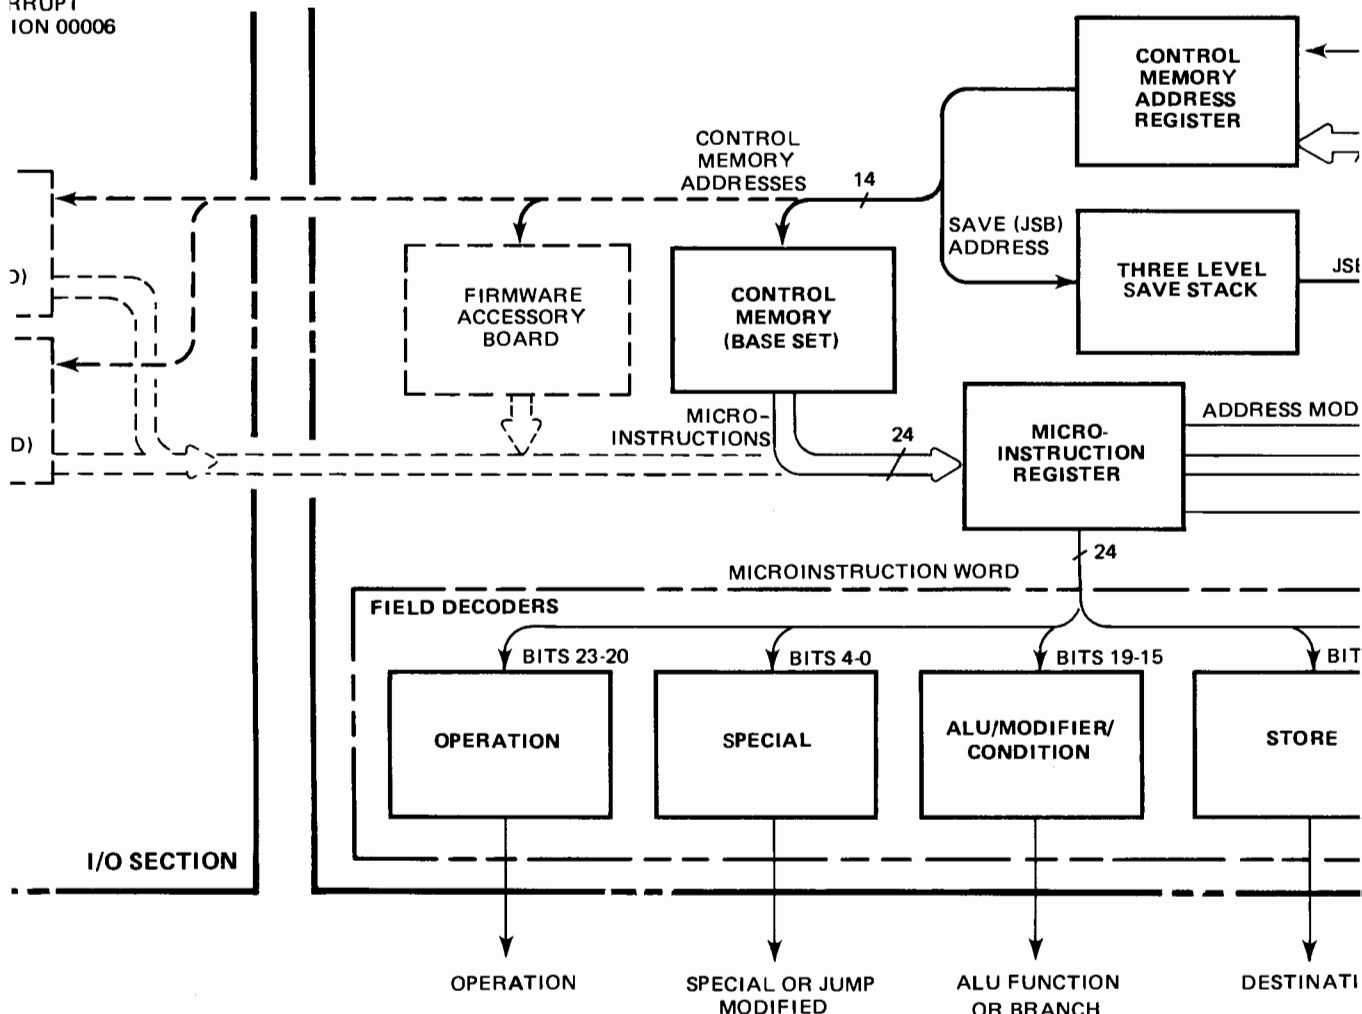 ION 00006
CONTROL
MEMORY
ADDRESS
REGISTER
CONTROL
MEMORY
ADDRESSES
14
SAVE (JSB)
ADDRESS
THREE LEVEL
SAVE STACK
FIRMWARE
ACCESSORY
BOARD
CONTROL
MEMORY
(BASE SET)
D)
MICRO-
INSTRUCTIONS
24
MICRO-
INSTRUCTION
REGISTER
ADDRESS MOD
24
MICROINSTRUCTION WORD
FIELD DECODERS
BITS 23-20
BITS 4-0
BITS 19-15
BIT
OPERATION
SPECIAL
ALU/MODIFIER/
CONDITION
STORE
I/O SECTION
OPERATION
SPECIAL OR JUMP
MODIFIED
ALU FUNCTION
OR BRANCH
DESTINATI